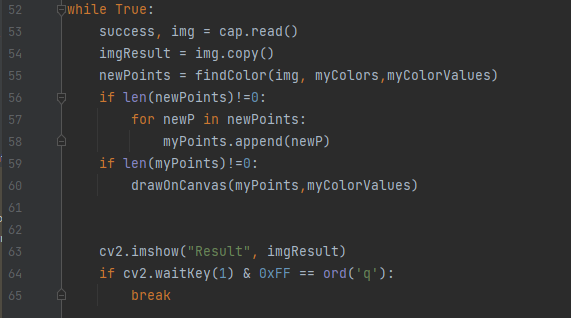 52 while True:
53 success, img = cap.read()
54 imgResult = img.copy()
55 newPoints = findColor(img, myColors,myColorValues)
56 if len(newPoints)!=0:
57 for newP in newPoints:
58 myPoints.append(newP)
59 if len(myPoints)!=0:
60 drawOnCanvas(myPoints,myColorValues)
61
62
63 cv2.imshow("Result", imgResult)
64 if cv2.waitKey(1) & 0xFF == ord('q'):
65 break